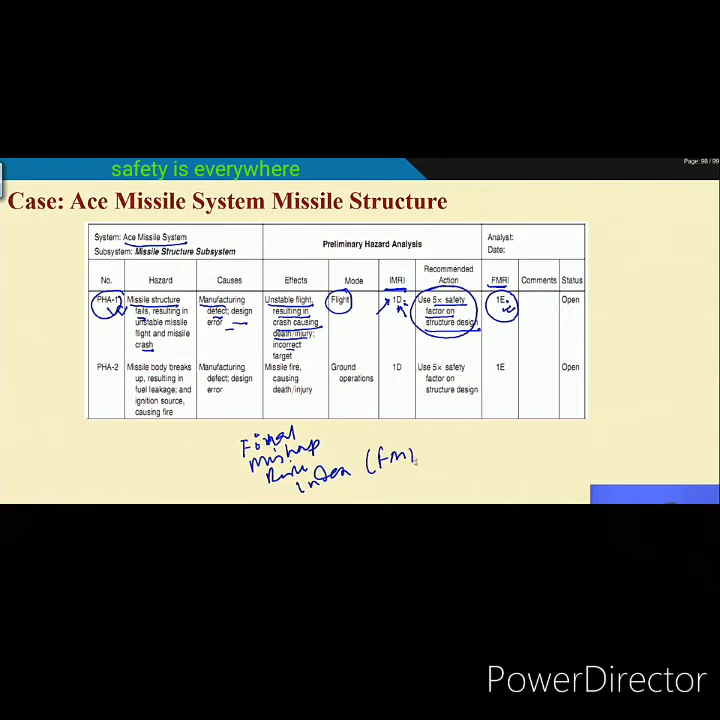 safety is everywhere
Page: 98 / 99
Case: Ace Missile System Missile Structure
System: Ace Missile System
Subsystem: Missile Structure Subsystem
Preliminary Hazard Analysis
Analyst:
Date:
No. Hazard Causes Effects Mode IMRI Recommended Action FMRI Comments Status
PHA-1 Missile structure Manufacturing Unstable flight, Flight 1D Use 5x safety 1E Open
fails, resulting in defect; design resulting in factor on
unstable missile error crash causing structure design
flight and missile death/injury;
crash incorrect
target
PHA-2 Missile body breaks Manufacturing Missile fire, Ground 1D Use 5x safety 1E Open
up, resulting in defect; design causing operations factor on
fuel leakage; and error death/injury structure design
ignition source,
causing fire
Final
mishap
Risk
index (FM)
PowerDirector